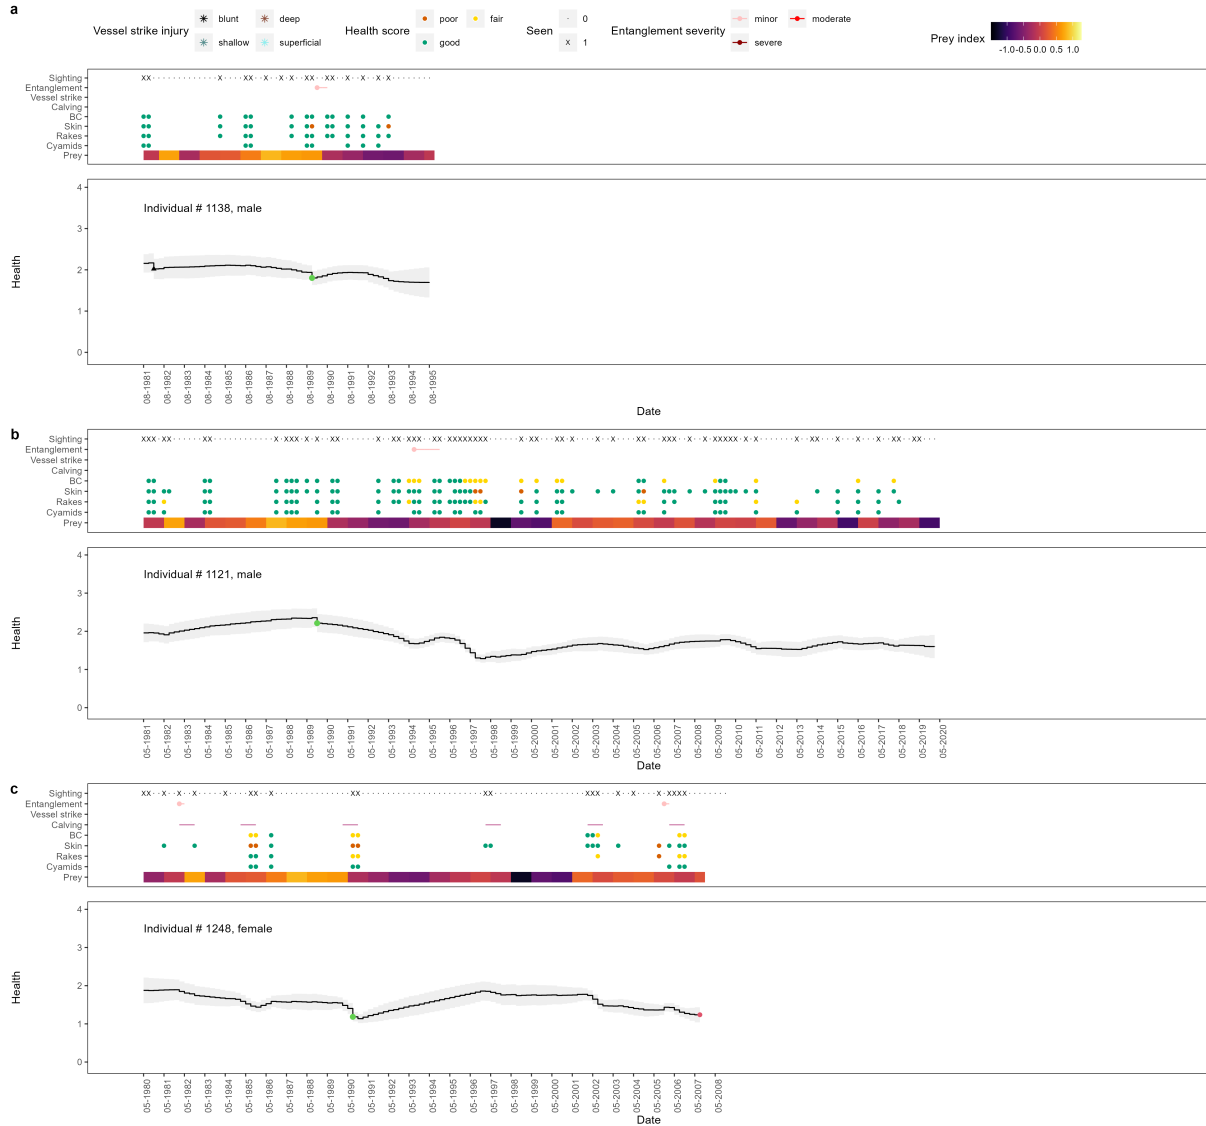 a
Vessel strike injury
blunt
deep
shallow
superficial
Health score
poor
fair
good
Seen
0
1
Entanglement severity
minor
moderate
severe
Prey index
-1.0 -0.5 0.0 0.5 1.0
Sighting
Entanglement
Vessel strike
Calving
BC
Skin
Rakes
Cyamids
Prey
Individual # 1138, male
Health
4
3
2
1
0
08-1981 08-1982 08-1983 08-1984 08-1985 08-1986 08-1987 08-1988 08-1989 08-1990 08-1991 08-1992 08-1993 08-1994 08-1995
Date
b
Sighting
Entanglement
Vessel strike
Calving
BC
Skin
Rakes
Cyamids
Prey
Individual # 1121, male
Health
4
3
2
1
0
05-1981 05-1982 05-1983 05-1984 05-1985 05-1986 05-1987 05-1988 05-1989 05-1990 05-1991 05-1992 05-1993 05-1994 05-1995 05-1996 05-1997 05-1998 05-1999 05-2000 05-2001 05-2002 05-2003 05-2004 05-2005 05-2006 05-2007 05-2008 05-2009 05-2010 05-2011 05-2012 05-2013 05-2014 05-2015 05-2016 05-2017 05-2018 05-2019 05-2020
Date
c
Sighting
Entanglement
Vessel strike
Calving
BC
Skin
Rakes
Cyamids
Prey
Individual # 1248, female
Health
4
3
2
1
0
05-1980 05-1981 05-1982 05-1983 05-1984 05-1985 05-1986 05-1987 05-1988 05-1989 05-1990 05-1991 05-1992 05-1993 05-1994 05-1995 05-1996 05-1997 05-1998 05-1999 05-2000 05-2001 05-2002 05-2003 05-2004 05-2005 05-2006 05-2007 05-2008
Date